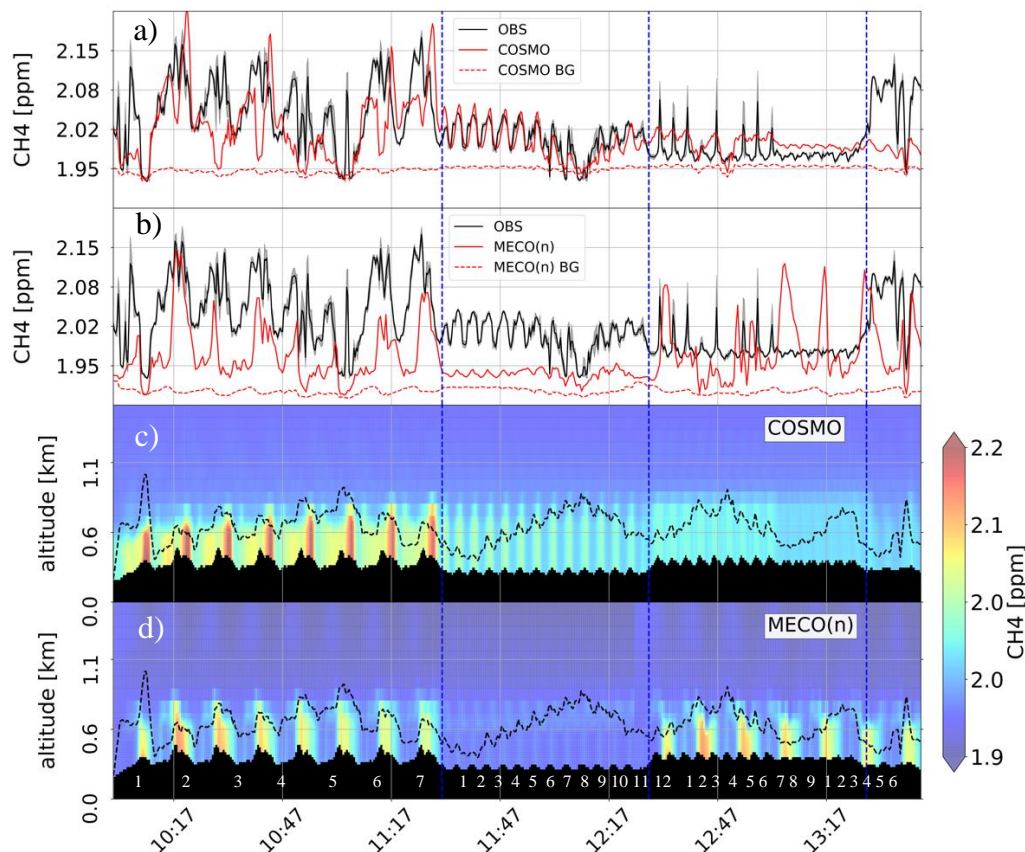 a)
CH4 [ppm]
2.15
2.08
2.02
1.95
OBS
COSMO
COSMO BG
b)
CH4 [ppm]
2.15
2.08
2.02
1.95
OBS
MECO(n)
MECO(n) BG
c)
COSMO
altitude [km]
1.1
0.6
0.0
d)
MECO(n)
altitude [km]
1.1
0.6
0.0
1 2 3 4 5 6 7 1 2 3 4 5 6 7 8 9 10 11 12 1 2 3 4 5 6 7 8 9 1 2 3 4 5 6
10:17 10:47 11:17 11:47 12:17 12:47 13:17
2.2
2.1
2.0
2.0
1.9
CH4 [ppm]